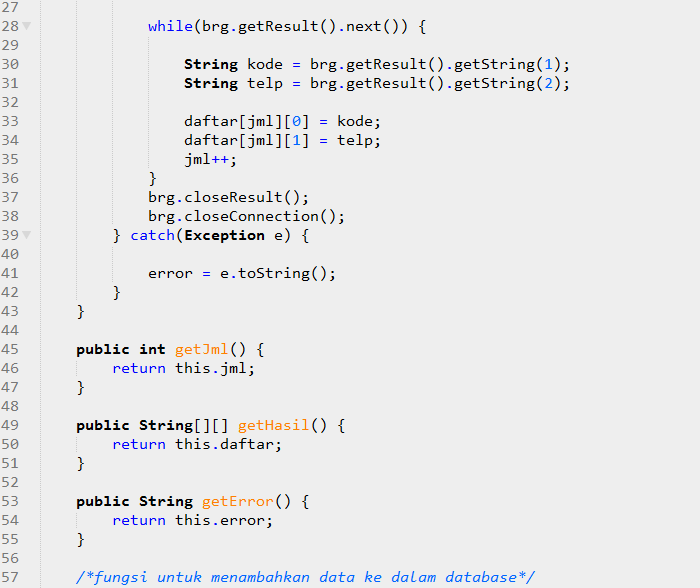 27
28 while(brg.getResult().next()) {
29
30 String kode = brg.getResult().getString(1);
31 String telp = brg.getResult().getString(2);
32
33 daftar[jml][0] = kode;
34 daftar[jml][1] = telp;
35 jml++;
36 }
37 brg.closeResult();
38 brg.closeConnection();
39 } catch(Exception e) {
40
41 error = e.toString();
42 }
43 }
44
45 public int getJml() {
46 return this.jml;
47 }
48
49 public String[][] getHasil() {
50 return this.daftar;
51 }
52
53 public String getError() {
54 return this.error;
55 }
56
57 /*fungsi untuk menambahkan data ke dalam database*/